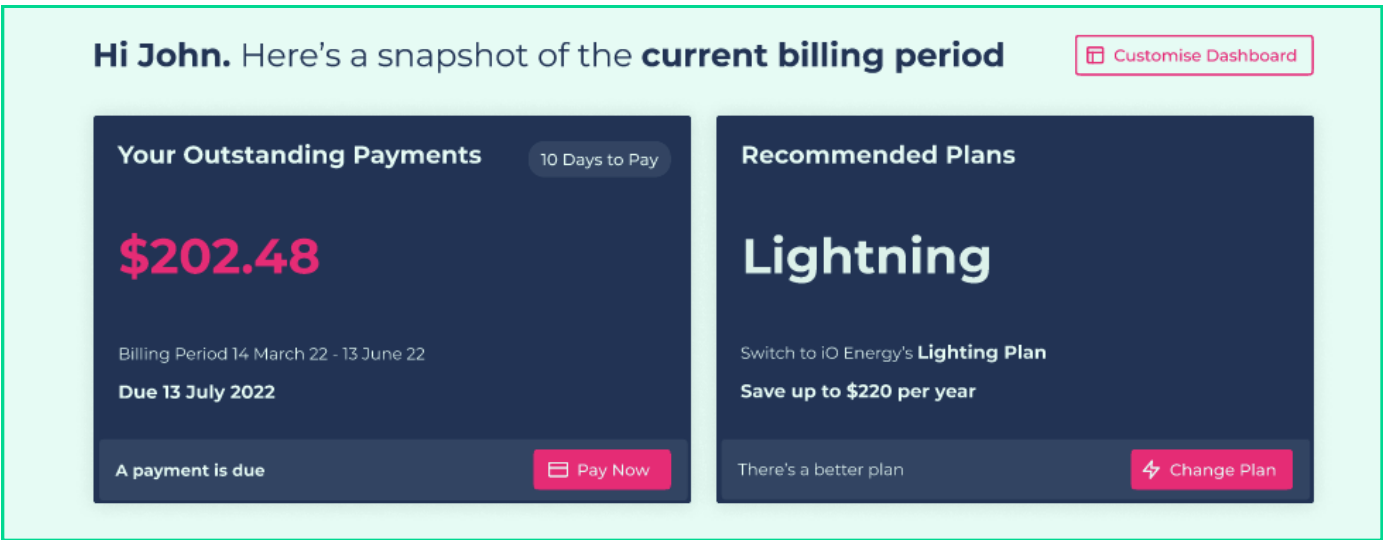 Hi John. Here’s a snapshot of the current billing period
Customise Dashboard
Your Outstanding Payments
10 Days to Pay
$202.48
Billing Period 14 March 22 - 13 June 22
Due 13 July 2022
A payment is due
Pay Now
Recommended Plans
Lightning
Switch to iO Energy’s Lighting Plan
Save up to $220 per year
There’s a better plan
Change Plan